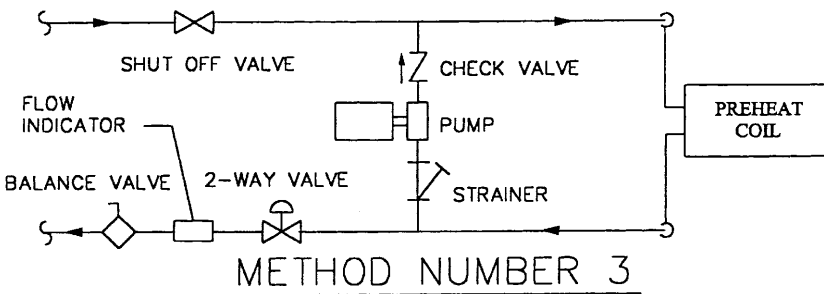 SHUT OFF VALVE
CHECK VALVE
FLOW
INDICATOR
PUMP
PREHEAT
COIL
BALANCE VALVE
2-WAY VALVE
STRAINER
METHOD NUMBER 3